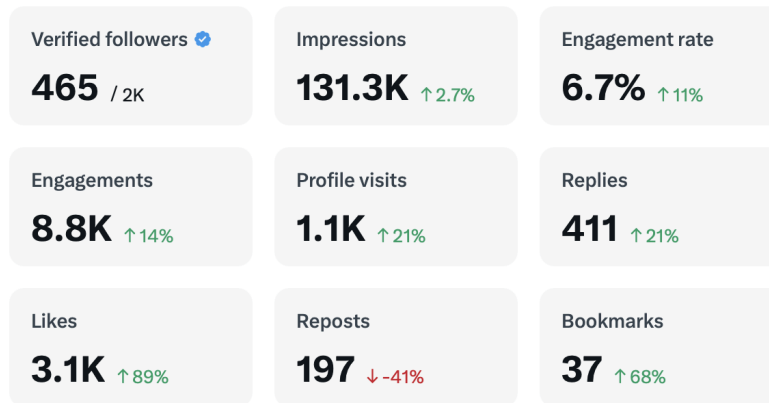 Verified followers
465 / 2K
Impressions
131.3K ↑2.7%
Engagement rate
6.7% ↑11%
Engagements
8.8K ↑14%
Profile visits
1.1K ↑21%
Replies
411 ↑21%
Likes
3.1K ↑89%
Reposts
197 ↓-41%
Bookmarks
37 ↑68%